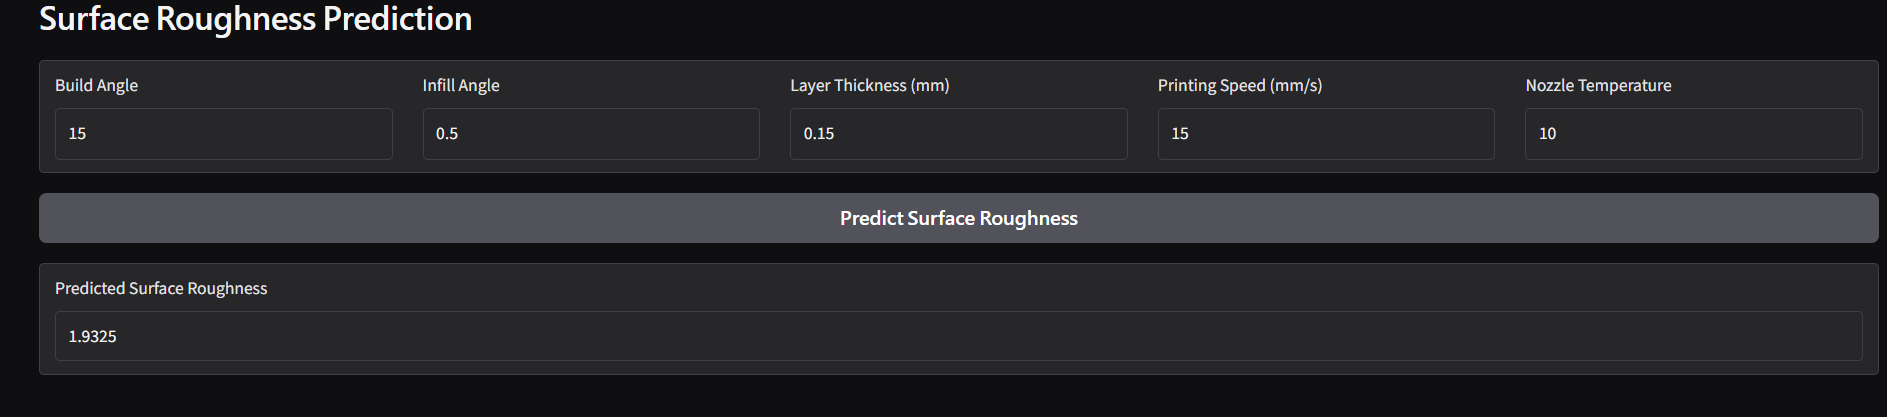 Surface Roughness Prediction
Build Angle Infill Angle Layer Thickness (mm) Printing Speed (mm/s) Nozzle Temperature
15 0.5 0.15 15 10
Predict Surface Roughness
Predicted Surface Roughness
1.9325